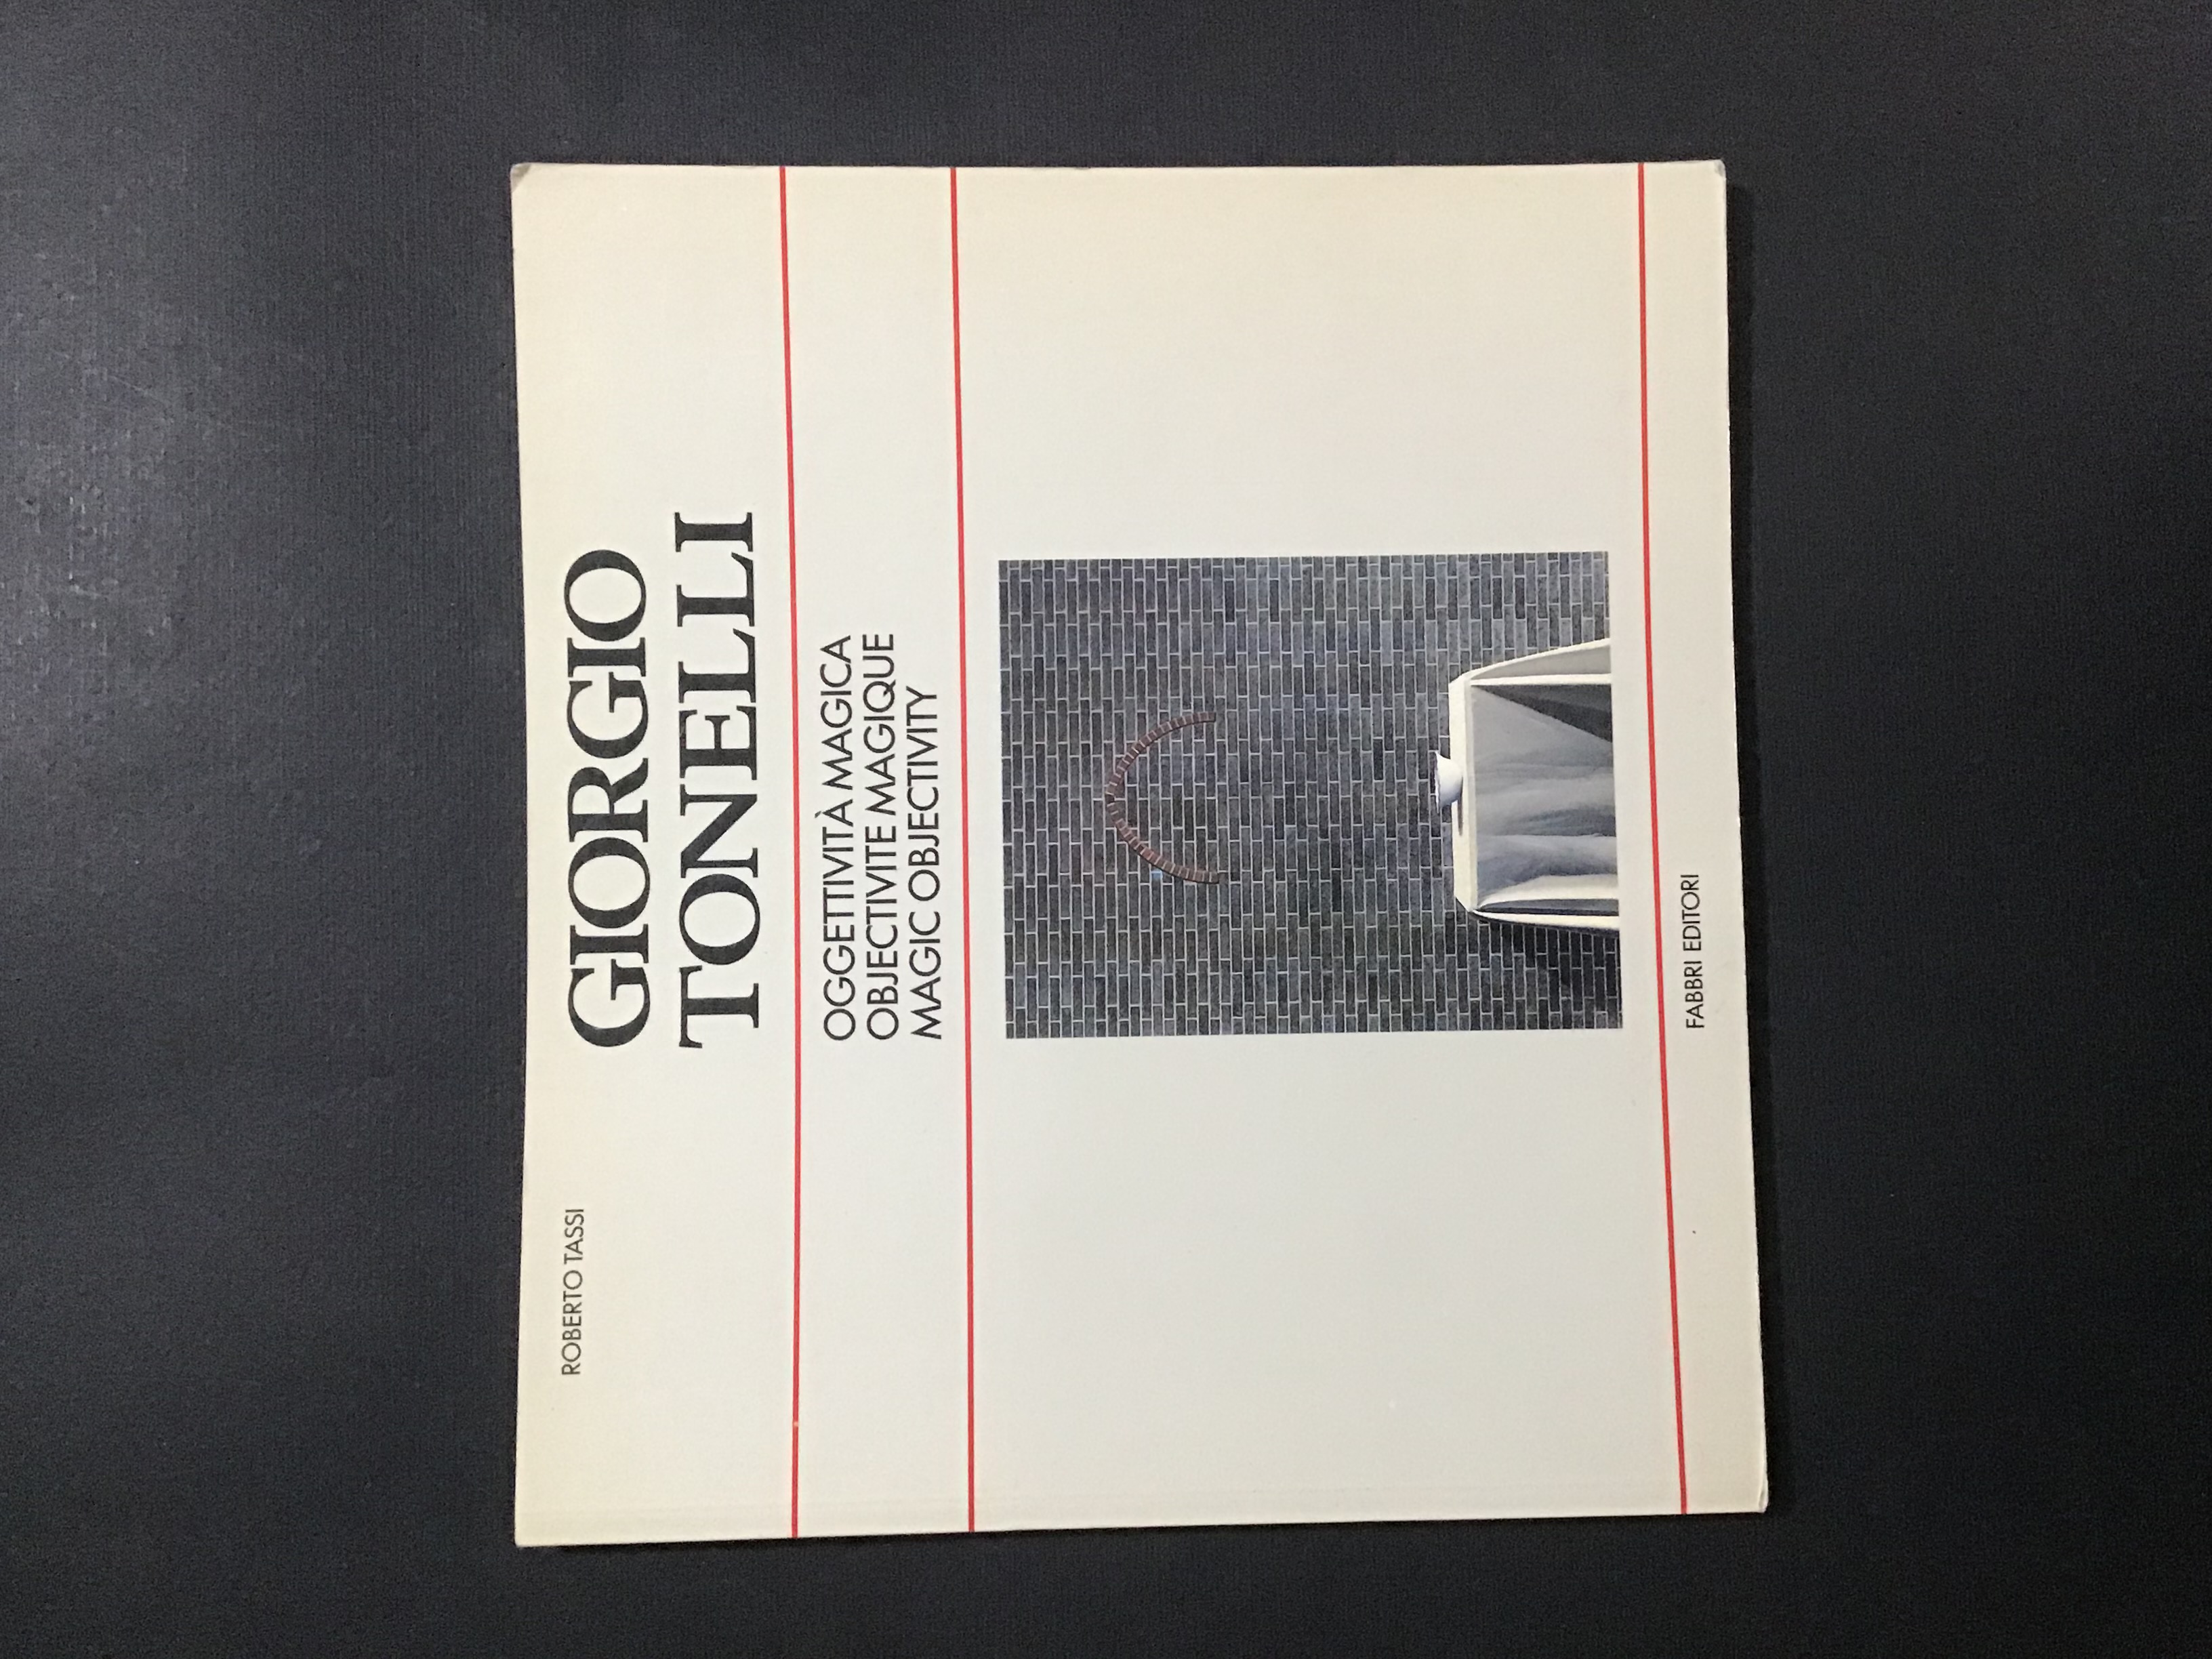 ROBERTO TASSI
GIORGIO
TONELLI
OGGETTIVITÀ MAGICA
OBJECTIVITE MAGIQUE
MAGIC OBJECTIVITY
FABBRI EDITORI